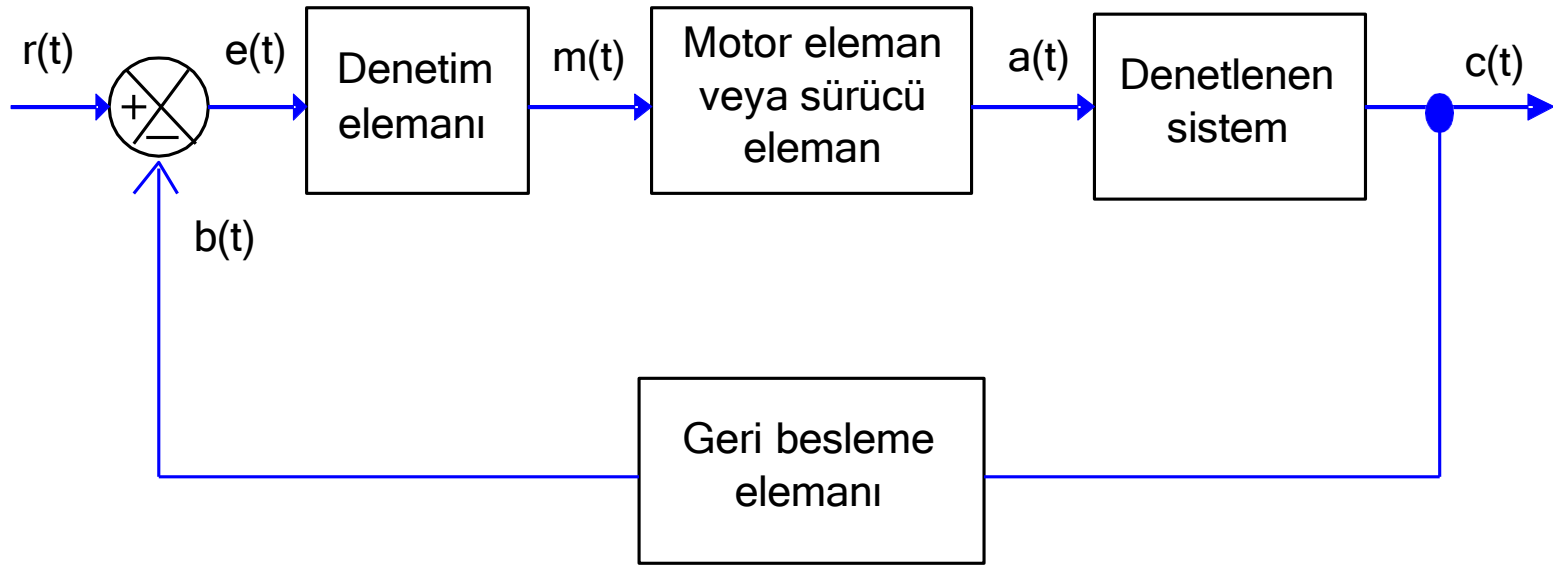 r(t)
+
−
e(t)
Denetim
elemanı
m(t)
Motor eleman
veya sürücü
eleman
a(t)
Denetlenen
sistem
c(t)
b(t)
Geri besleme
elemanı